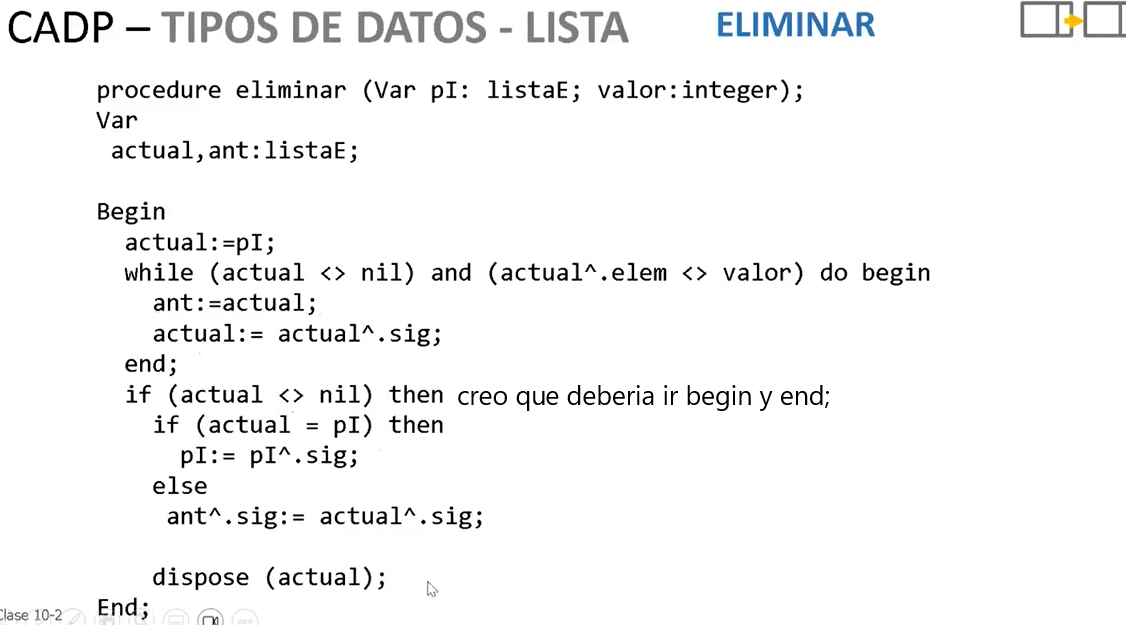 CADP – TIPOS DE DATOS - LISTA ELIMINAR
procedure eliminar (Var pI: listaE; valor:integer);
Var
actual,ant:listaE;
Begin
actual:=pI;
while (actual <> nil) and (actual^.elem <> valor) do begin
ant:=actual;
actual:= actual^.sig;
end;
if (actual <> nil) then creo que deberia ir begin y end;
if (actual = pI) then
pI:= pI^.sig;
else
ant^.sig:= actual^.sig;
dispose (actual);
End;
Clase 10-2